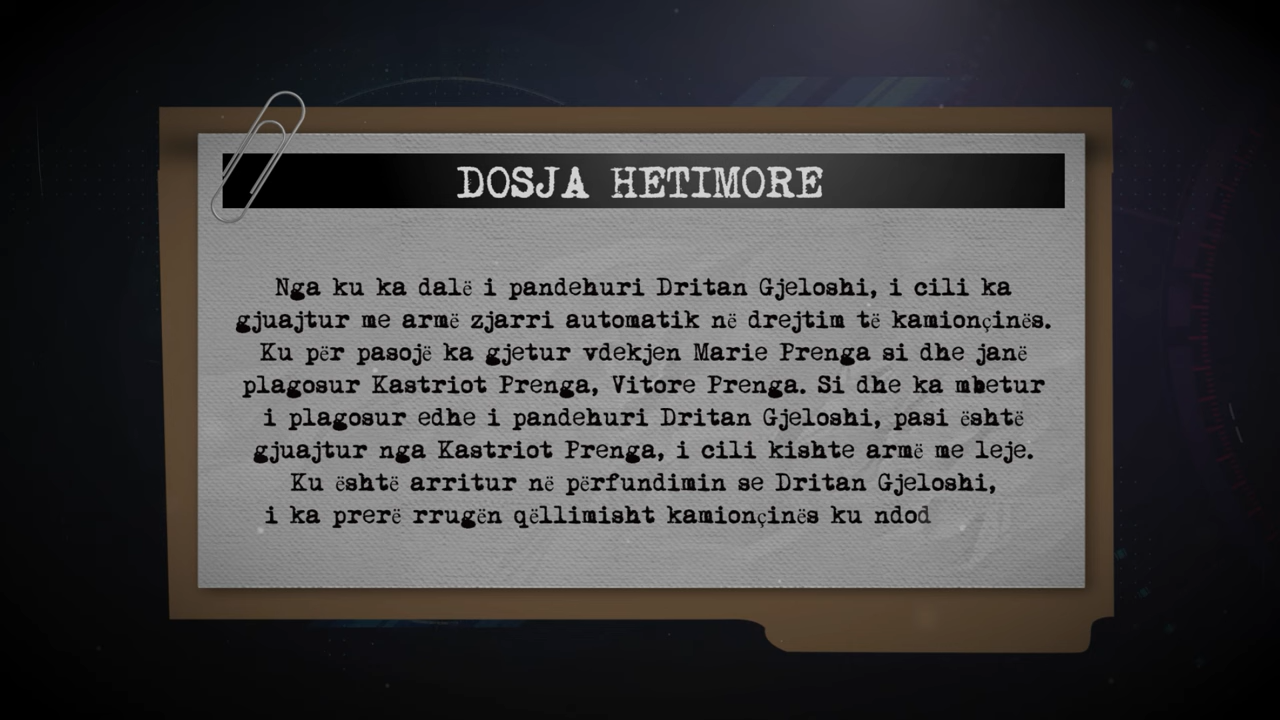 DOSJA HETIMORE
Nga ku ka dalë i pandehuri Dritan Gjeloshi, i cili ka
gjuajtur me armë zjarri automatik në drejtim të kamionçinës.
Ku për pasojë ka gjetur vdekjen Marie Prenga si dhe janë
plagosur Kastriot Prenga, Vitore Prenga. Si dhe ka mbetur
i plagosur edhe i pandehuri Dritan Gjeloshi, pasi është
gjuajtur nga Kastriot Prenga, i cili kishte armë me leje.
Ku është arritur në përfundimin se Dritan Gjeloshi,
i ka prerë rrugën qëllimisht kamionçinës ku ndod